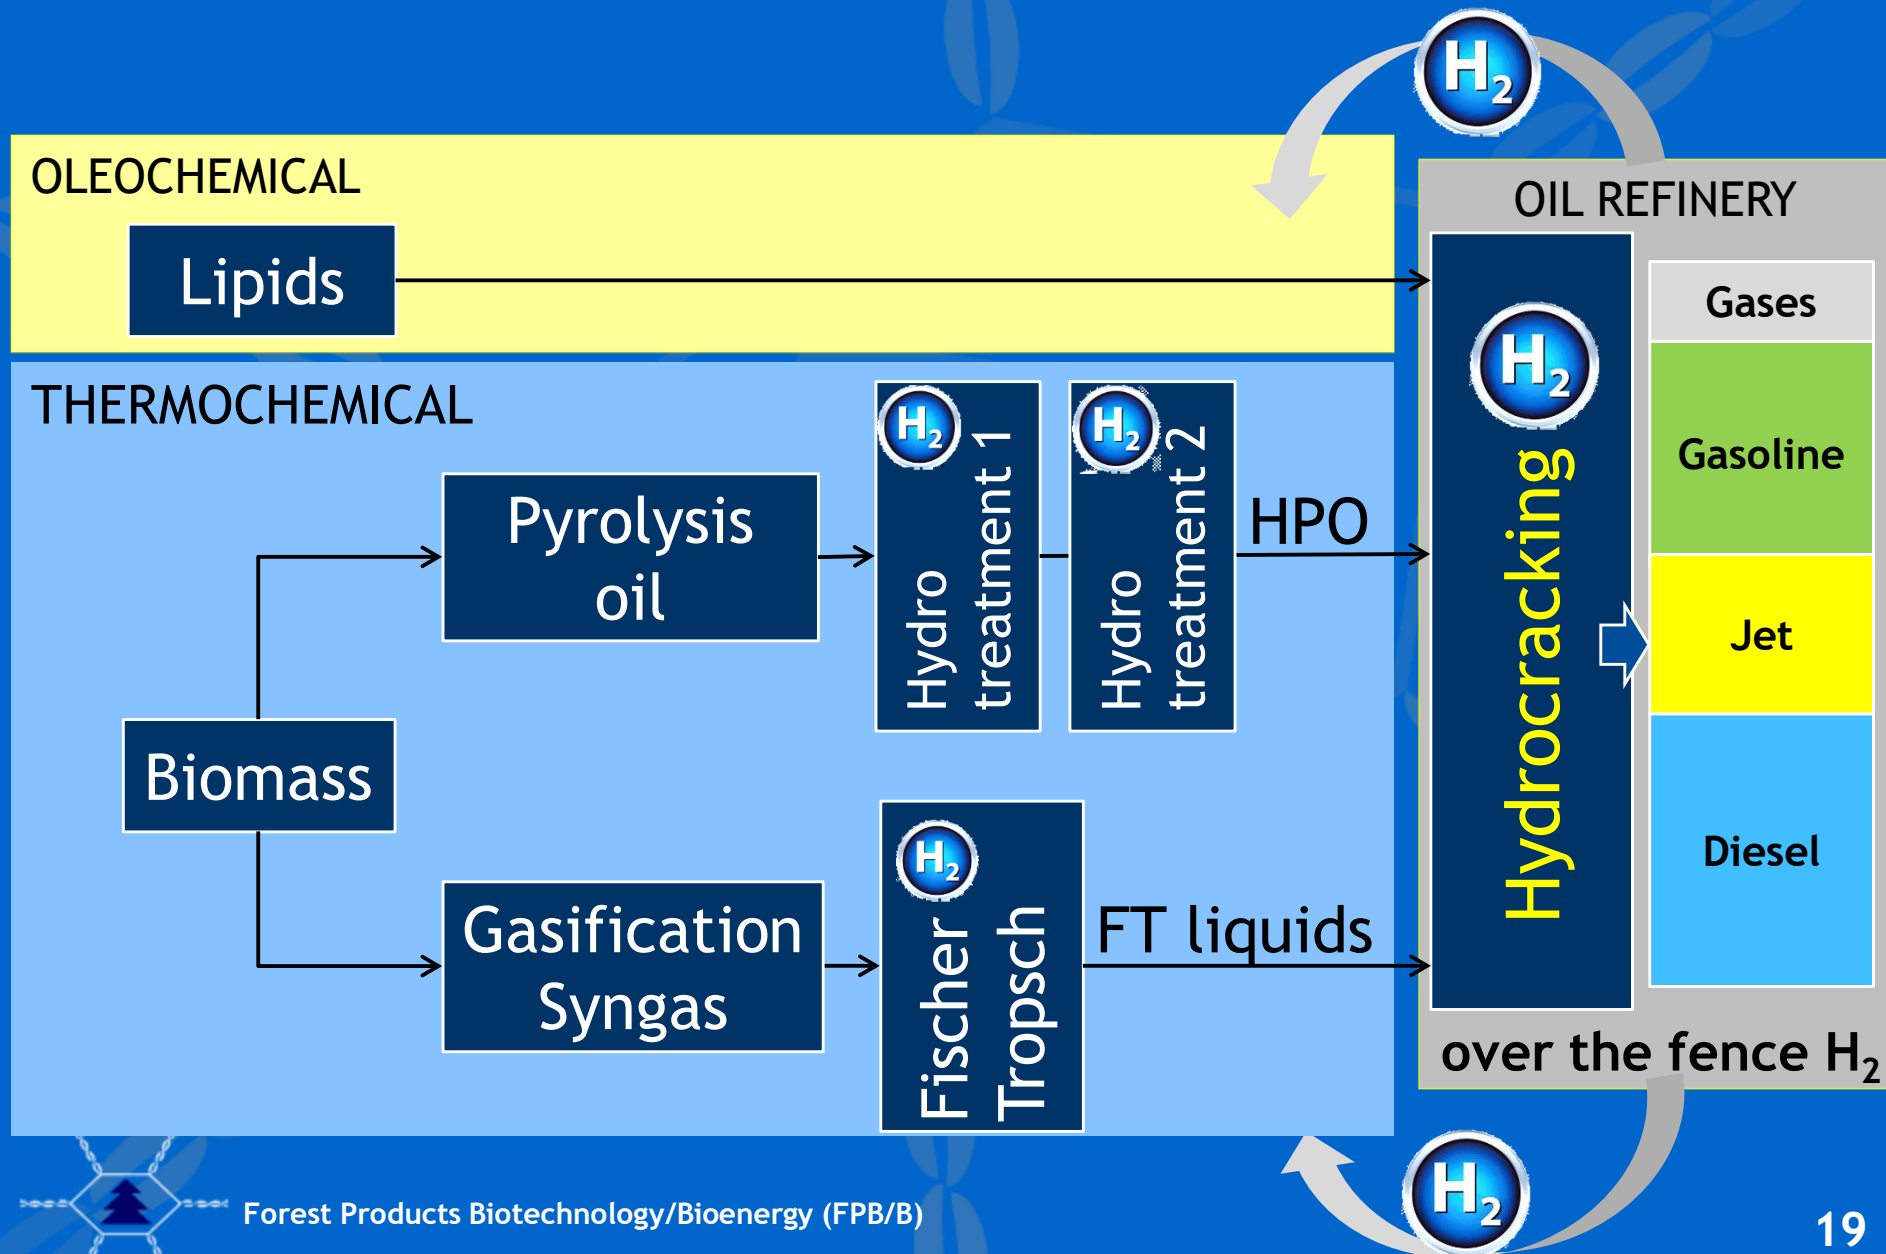 H2
OLEOCHEMICAL
Lipids
OIL REFINERY
H2
Hydrocracking
Gases
Gasoline
Jet
Diesel
THERMOCHEMICAL
Biomass
Pyrolysis
oil
H2
Hydro
treatment 1
H2
Hydro
treatment 2
HPO
Gasification
Syngas
H2
Fischer
Tropsch
FT liquids
over the fence H2
H2
Forest Products Biotechnology/Bioenergy (FPB/B)
19